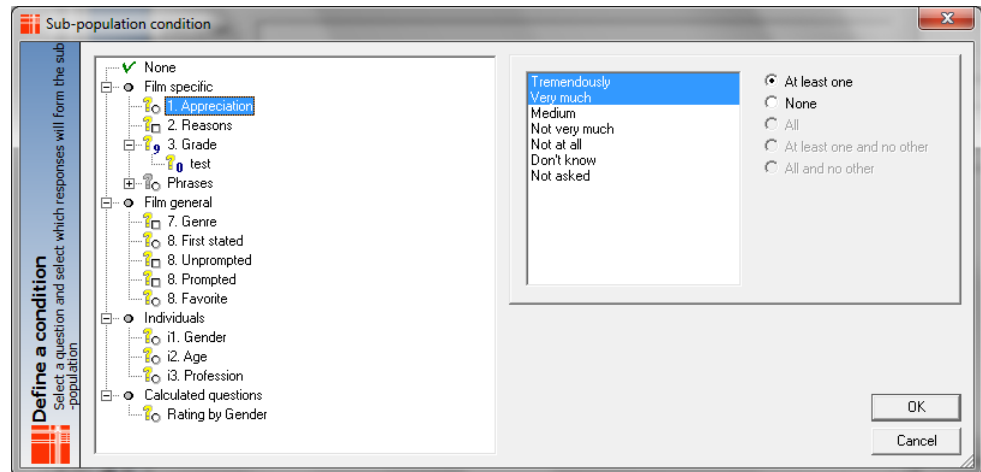 Sub-population condition
Define a condition
Select a question and select which responses will form the sub
-population
None
Film specific
1. Appreciation
2. Reasons
3. Grade
test
Phrases
Film general
7. Genre
8. First stated
8. Unprompted
8. Prompted
8. Favorite
Individuals
i1. Gender
i2. Age
i3. Profession
Calculated questions
Rating by Gender
Tremendously
Very much
Medium
Not very much
Not at all
Don't know
Not asked
At least one
None
All
At least one and no other
All and no other
OK
Cancel